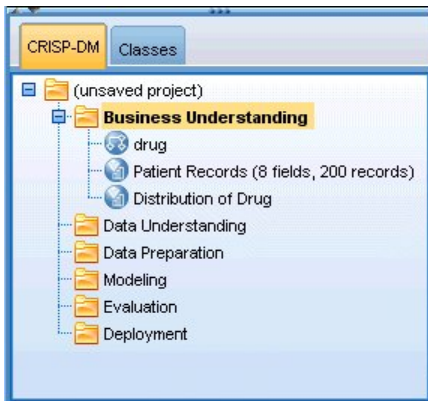 CRISP-DM Classes
(unsaved project)
Business Understanding
drug
Patient Records (8 fields, 200 records)
Distribution of Drug
Data Understanding
Data Preparation
Modeling
Evaluation
Deployment